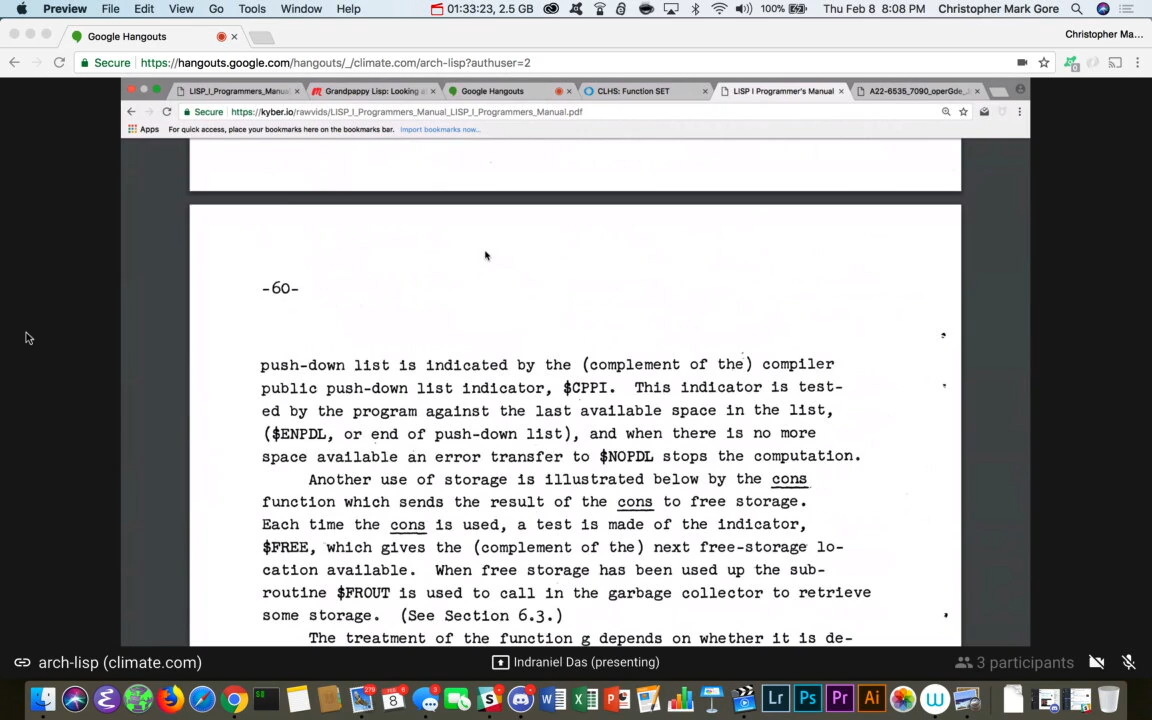 Preview File Edit View Go Tools Window Help 01:33:23, 2.5 GB 100% Thu Feb 8 8:08 PM Christopher Mark Gore
Google Hangouts Christopher Ma...
Secure https://hangouts.google.com/hangouts/_/climate.com/arch-lisp?authuser=2
LISP_I_Programmers_Manua Grandpappy Lisp: Looking a Google Hangouts CLHS: Function SET LISP I Programmer's Manual A22-6535_7090_operGde_
Secure https://kyber.io/rawvids/LISP_I_Programmers_Manual_LISP_I_Programmers_Manual.pdf
Apps For quick access, place your bookmarks here on the bookmarks bar. Import bookmarks now...
-60-
push-down list is indicated by the (complement of the) compiler
public push-down list indicator, $CPPI. This indicator is test-
ed by the program against the last available space in the list,
($ENPDL, or end of push-down list), and when there is no more
space available an error transfer to $NOPDL stops the computation.
Another use of storage is illustrated below by the cons
function which sends the result of the cons to free storage.
Each time the cons is used, a test is made of the indicator,
$FREE, which gives the (complement of the) next free-storage lo-
cation available. When free storage has been used up the sub-
routine $FROUT is used to call in the garbage collector to retrieve
some storage. (See Section 6.3.)
The treatment of the function g depends on whether it is de-
arch-lisp (climate.com) Indraniel Das (presenting) 3 participants
Lr Ps Pr Ai